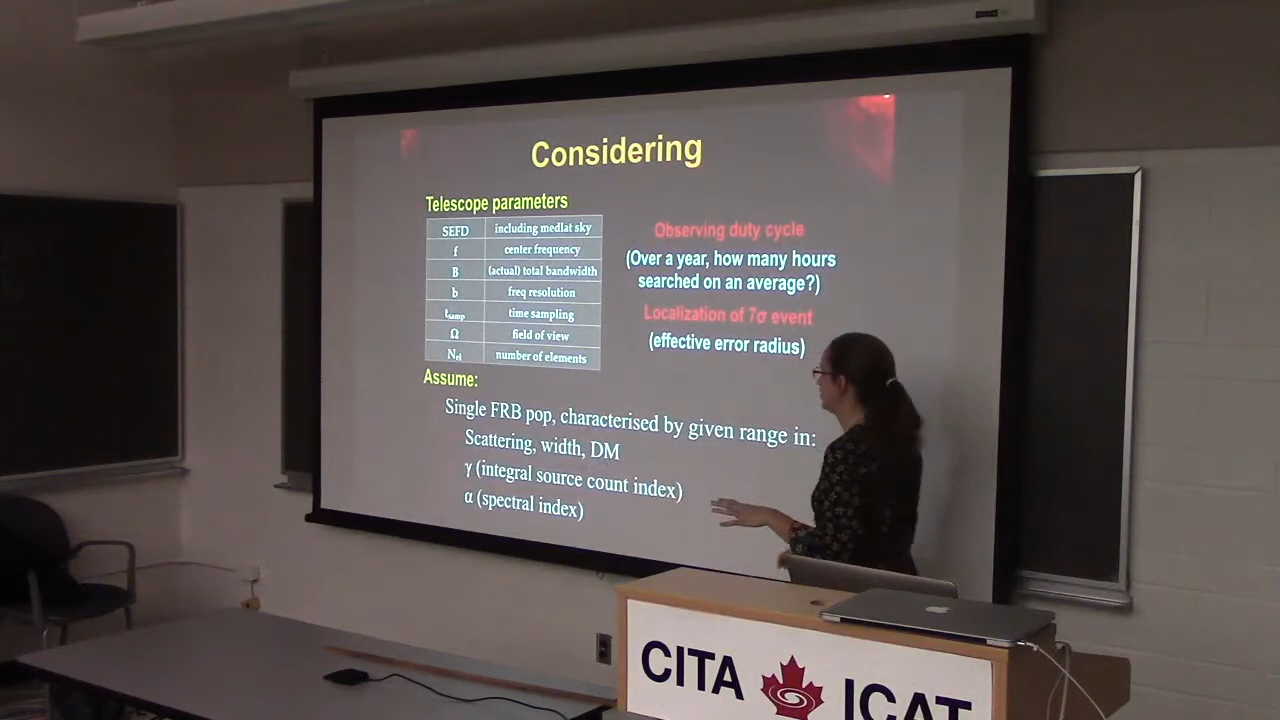 Considering
Telescope parameters
SEFD including medlat sky
f center frequency
B (actual) total bandwidth
b freq resolution
tsamp time sampling
Ω field of view
Nel number of elements
Observing duty cycle
(Over a year, how many hours
searched on an average?)
Localization of 7σ event
(effective error radius)
Assume:
Single FRB pop, characterised by given range in:
Scattering, width, DM
γ (integral source count index)
α (spectral index)
CITA ICAT